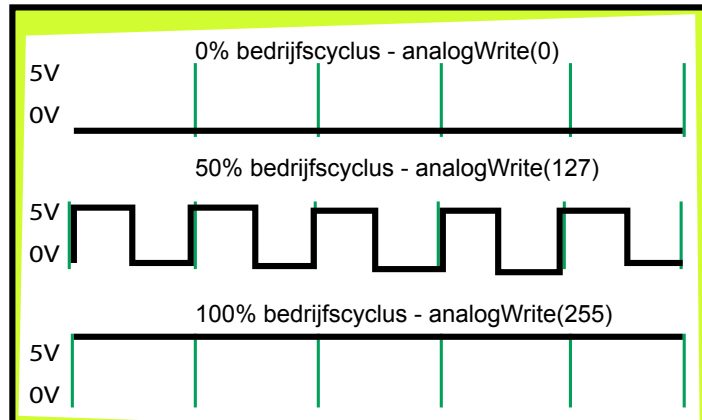 0% bedrijfscyclus - analogWrite(0)
5V
0V
50% bedrijfscyclus - analogWrite(127)
5V
0V
100% bedrijfscyclus - analogWrite(255)
5V
0V